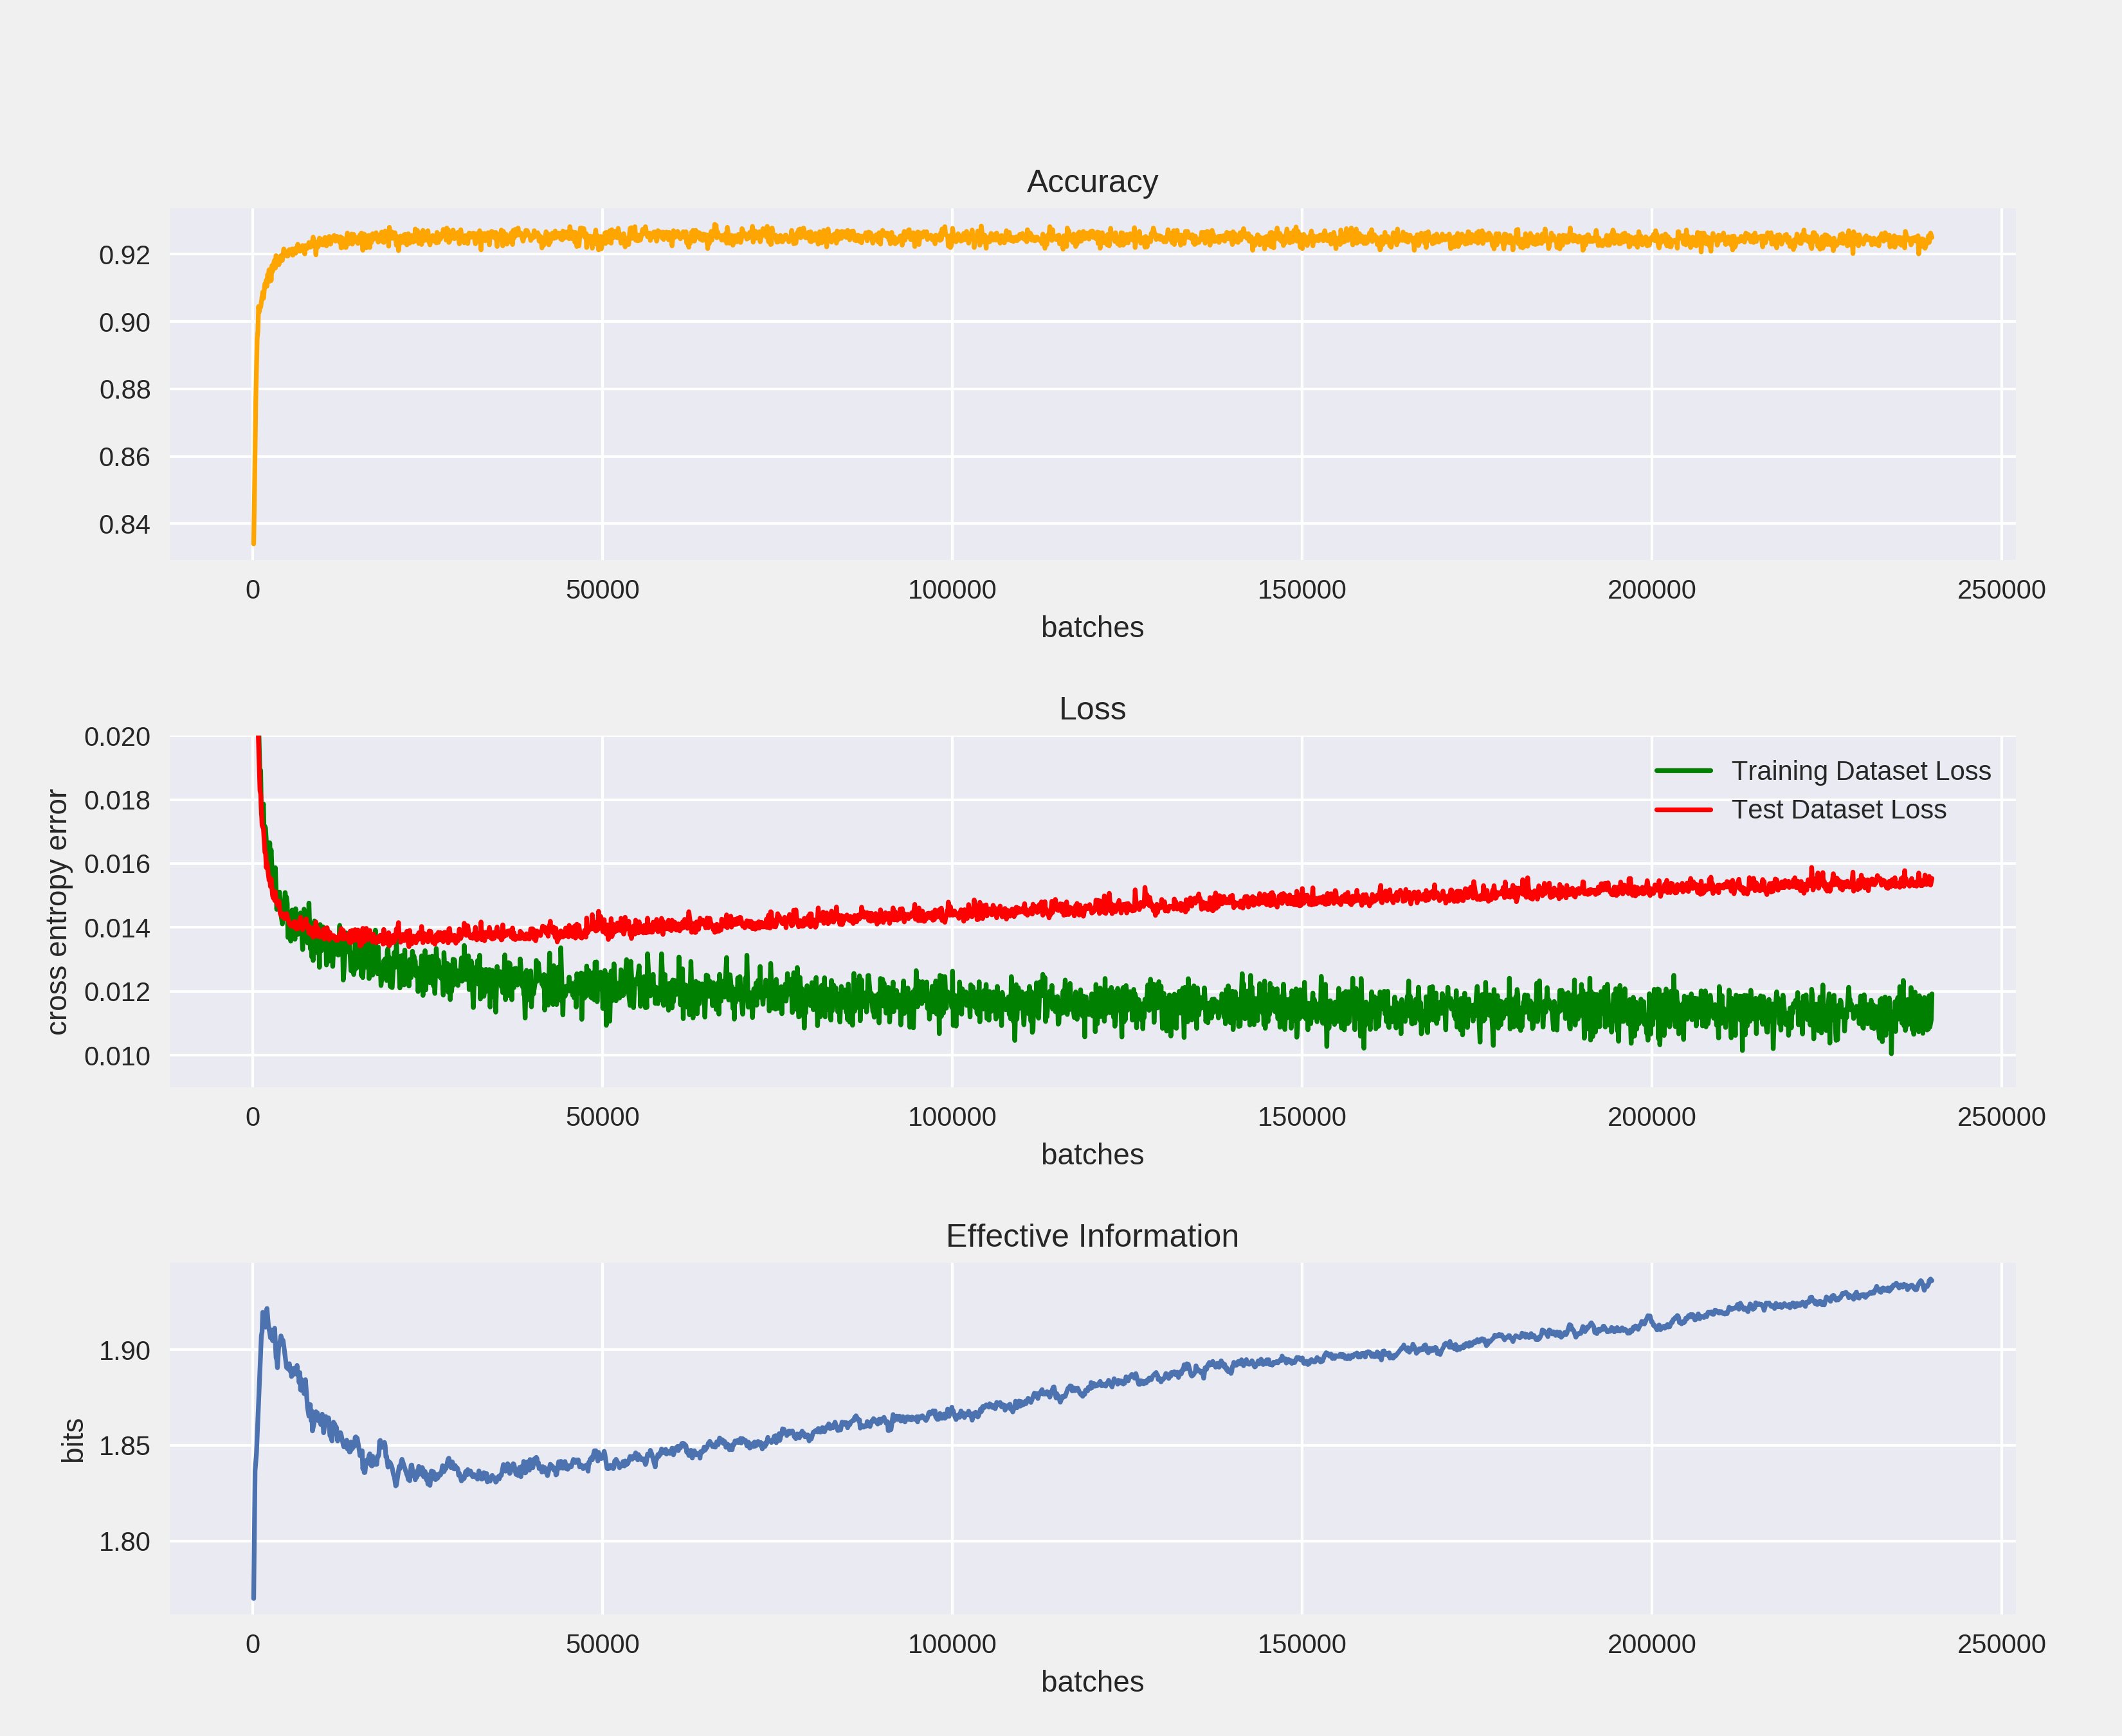 Accuracy
0.92
0.90
0.88
0.86
0.84
0 50000 100000 150000 200000 250000
batches
Loss
cross entropy error
0.020
0.018
0.016
0.014
0.012
0.010
Training Dataset Loss
Test Dataset Loss
0 50000 100000 150000 200000 250000
batches
Effective Information
bits
1.90
1.85
1.80
0 50000 100000 150000 200000 250000
batches